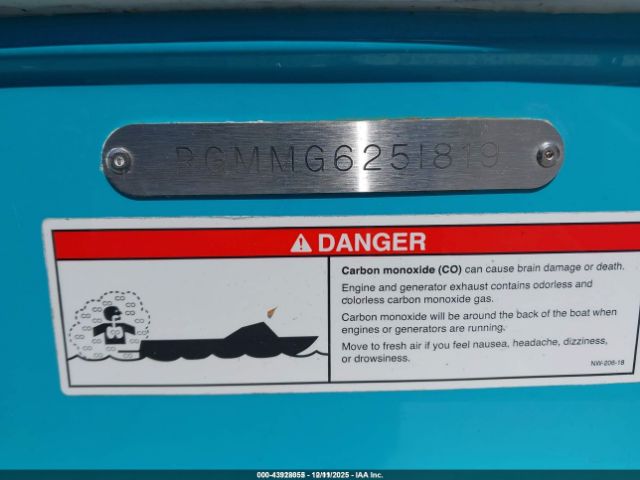 RGMMG625I819
DANGER
Carbon monoxide (CO) can cause brain damage or death.
Engine and generator exhaust contains odorless and
colorless carbon monoxide gas.
Carbon monoxide will be around the back of the boat when
engines or generators are running.
Move to fresh air if you feel nausea, headache, dizziness,
or drowsiness.
NW-206-18
000-43928055 - 12/11/2025 - IAA Inc.